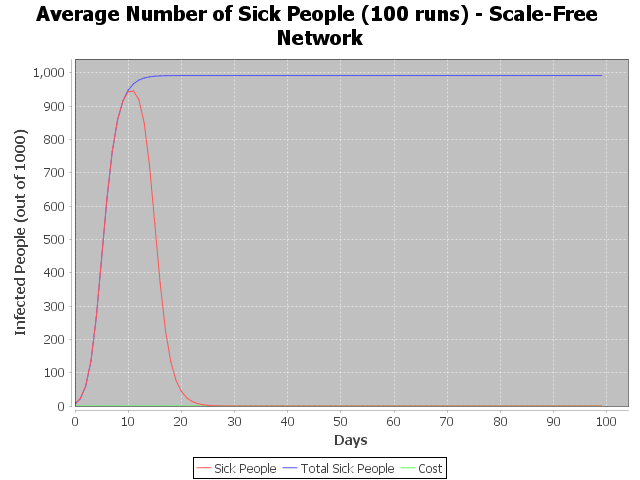 Average Number of Sick People (100 runs) - Scale-Free
Network
Infected People (out of 1000)
1,000
900
800
700
600
500
400
300
200
100
0
0 10 20 30 40 50 60 70 80 90 100
Days
Sick People Total Sick People Cost